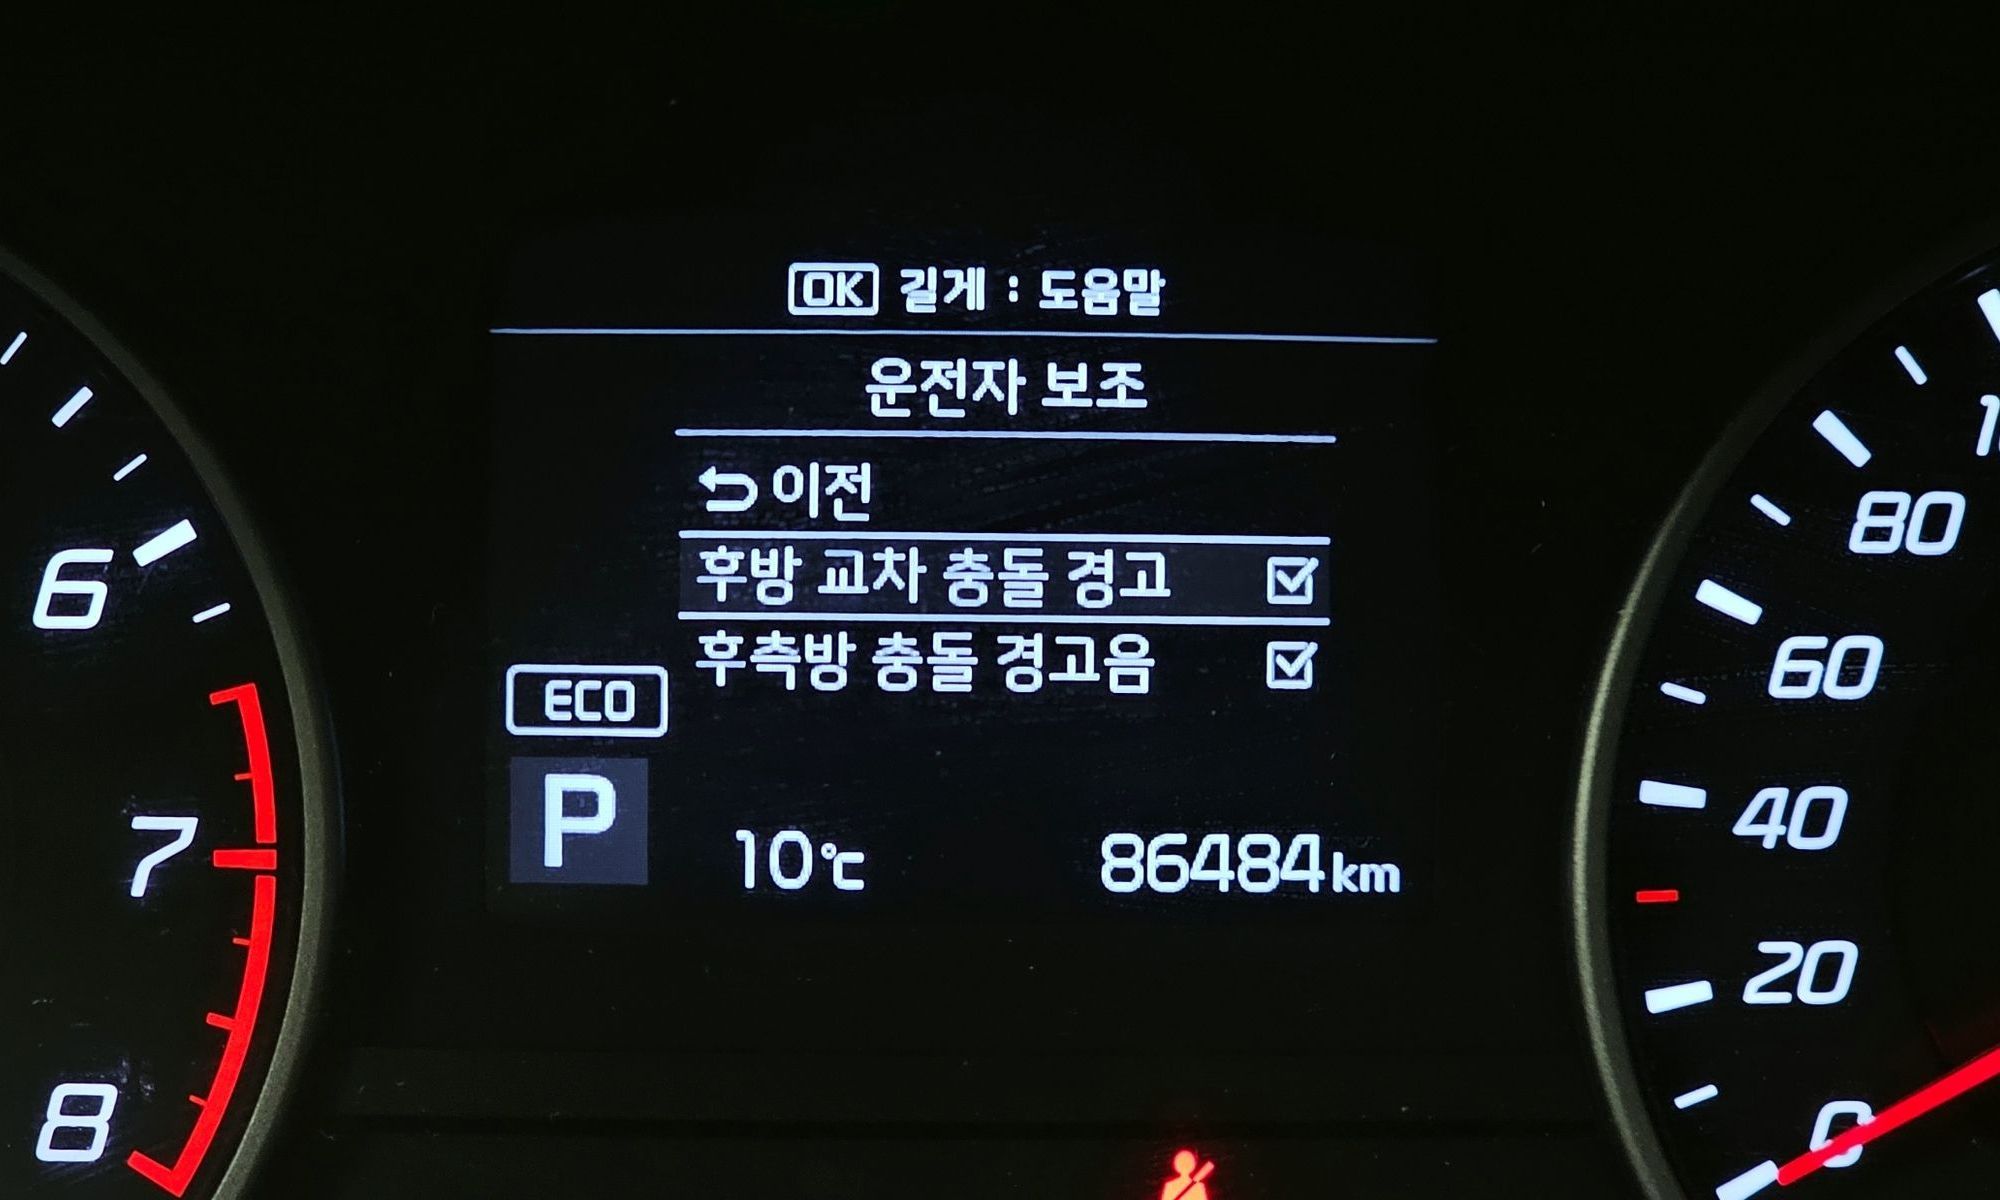 OK 길게 : 도움말
운전자 보조
이전
후방 교차 충돌 경고
후측방 충돌 경고음
ECO
P
10℃
86484km
6
7
8
80
60
40
20
0